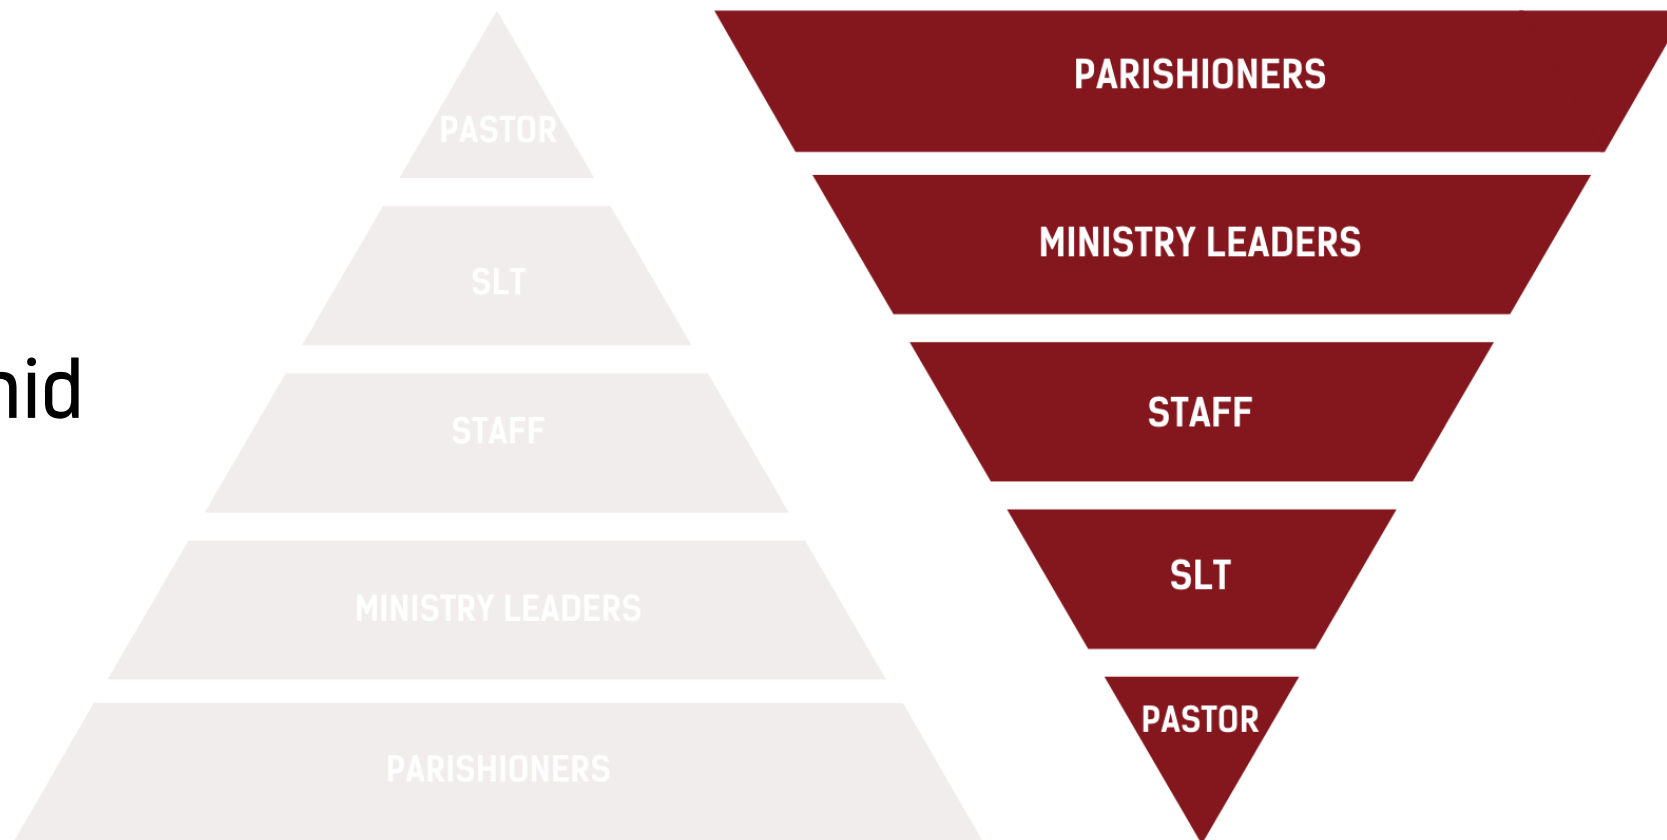 nid
PASTOR
SLT
STAFF
MINISTRY LEADERS
PARISHIONERS
PARISHIONERS
MINISTRY LEADERS
STAFF
SLT
PASTOR